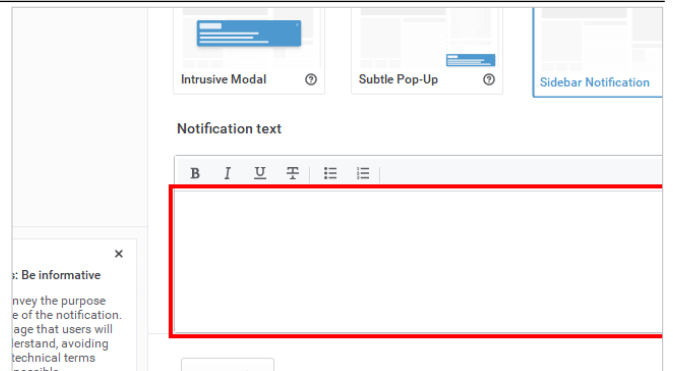 Intrusive Modal
Subtle Pop-Up
Sidebar Notification
Notification text
B I U T
: Be informative
nvey the purpose
e of the notification.
age that users will
lerstand, avoiding
technical terms